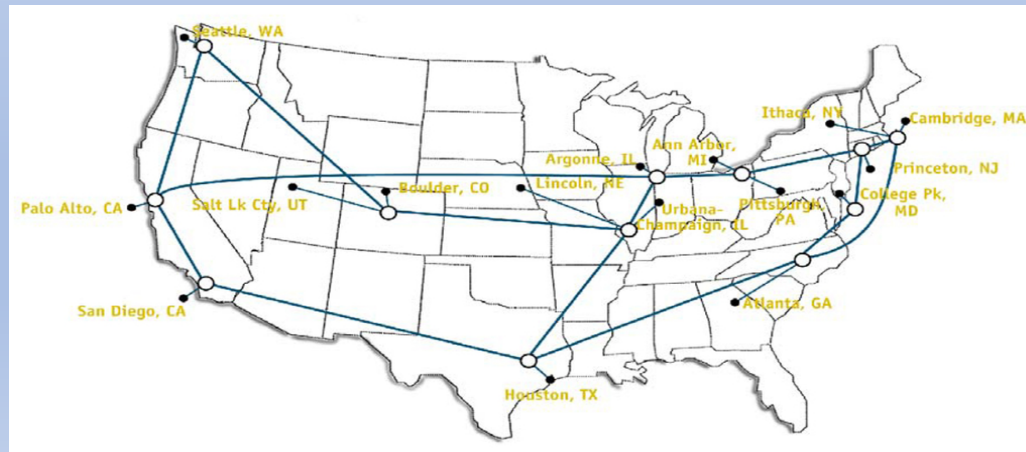 Seattle, WA
Ithaca, NY
Cambridge, MA
Ann Arbor,
MI
Argonne, IL
Princeton, NJ
Boulder, CO
Lincoln, NE
Salt Lk Cty, UT
College Pk,
MD
Palo Alto, CA
Urbana-
Champaign, IL
Pittsburgh,
PA
San Diego, CA
Atlanta, GA
Houston, TX